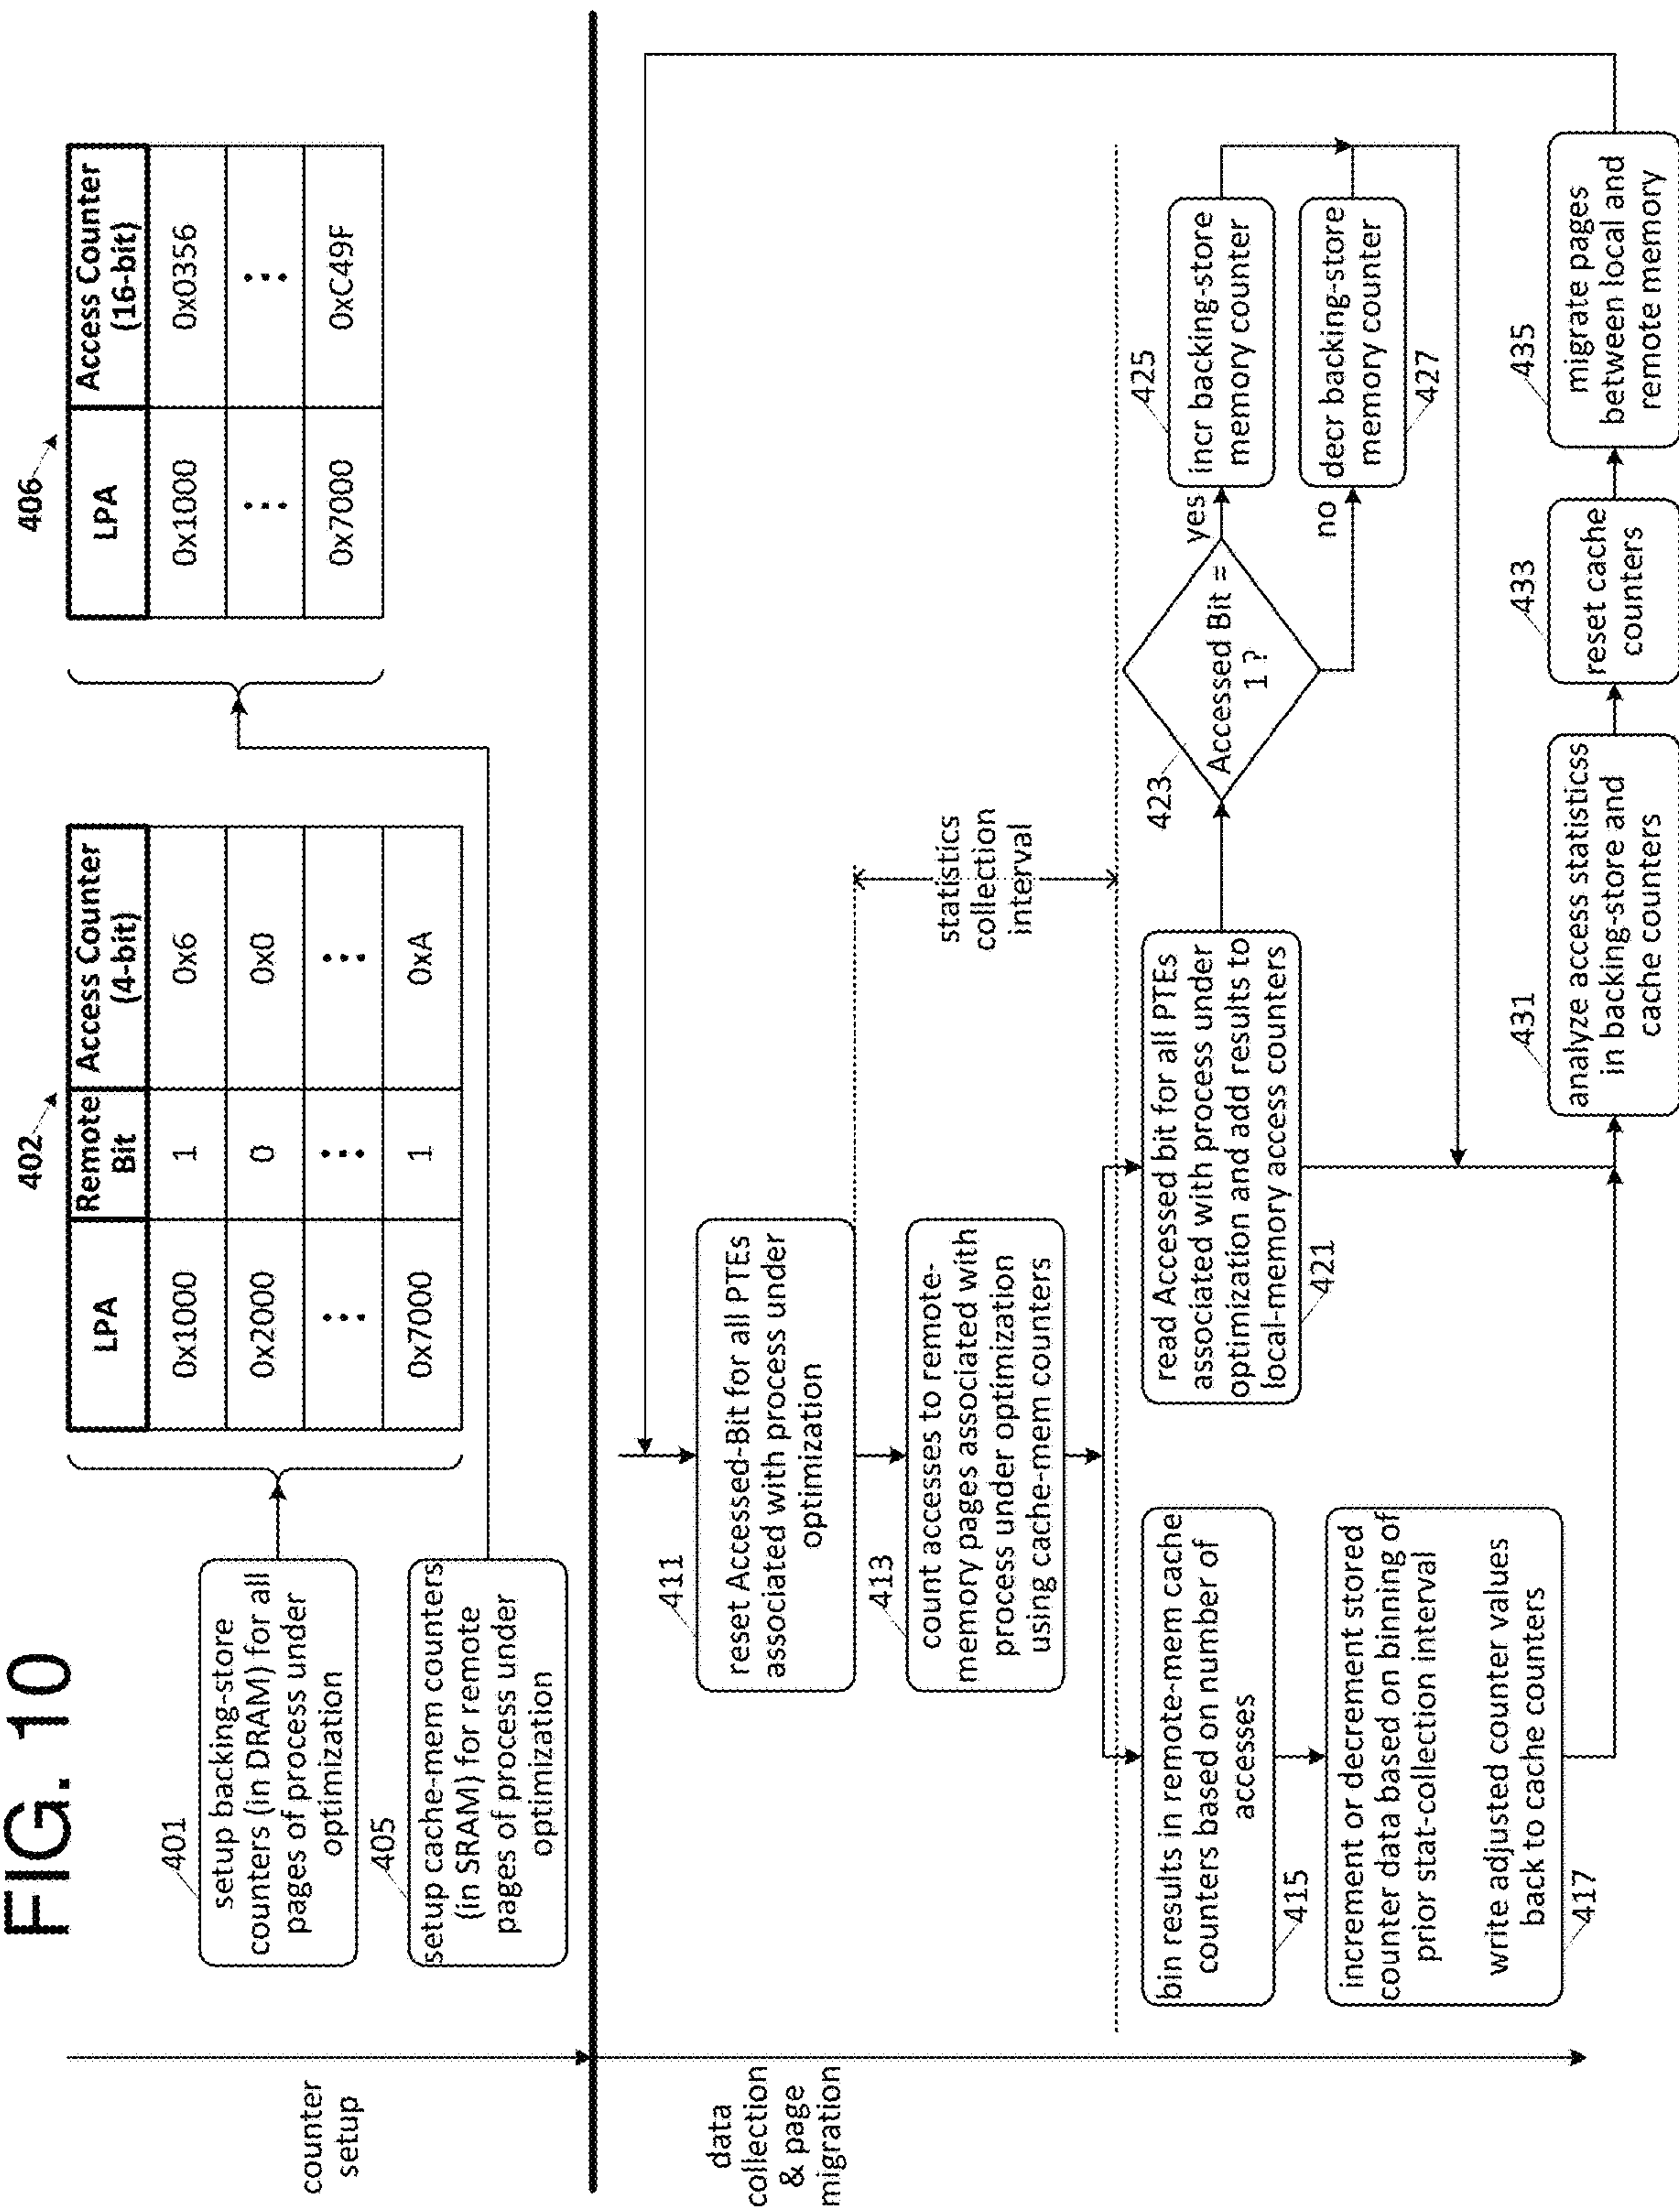 FIG. 10
counter
setup
401
setup backing-store
counters (in DRAM) for all
pages of process under
optimization
405
setup cache-mem counters
(in SRAM) for remote
pages of process under
optimization
402
LPA
Remote
Bit
Access Counter
(4-bit)
0x1000
1
0x6
0x2000
0
0x0
⋮
⋮
⋮
0x7000
1
0xA
406
LPA
Access Counter
(16-bit)
0x1000
0x0356
⋮
⋮
0x7000
0xC49F
data
collection
& page
migration
411
reset Accessed-Bit for all PTEs
associated with process under
optimization
413
count accesses to remote-
memory pages associated with
process under optimization
using cache-mem counters
statistics
collection
interval
bin results in remote-mem cache
counters based on number of
accesses
415
increment or decrement stored
counter data based on binning of
prior stat-collection interval
write adjusted counter values
back to cache counters
417
read Accessed bit for all PTEs
associated with process under
optimization and add results to
local-memory access counters
421
423
Accessed Bit =
1 ?
yes
no
425
incr backing-store
memory counter
decr backing-store
memory counter
427
431
analyze access statisticss
in backing-store and
cache counters
433
reset cache
counters
435
migrate pages
between local and
remote memory